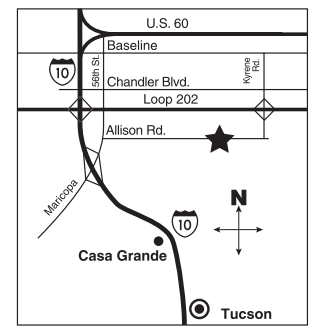 U.S. 60
Baseline
10
56th St.
Kyrene
Rd.
Chandler Blvd.
Loop 202
Allison Rd.
Maricopa
N
10
Casa Grande
Tucson